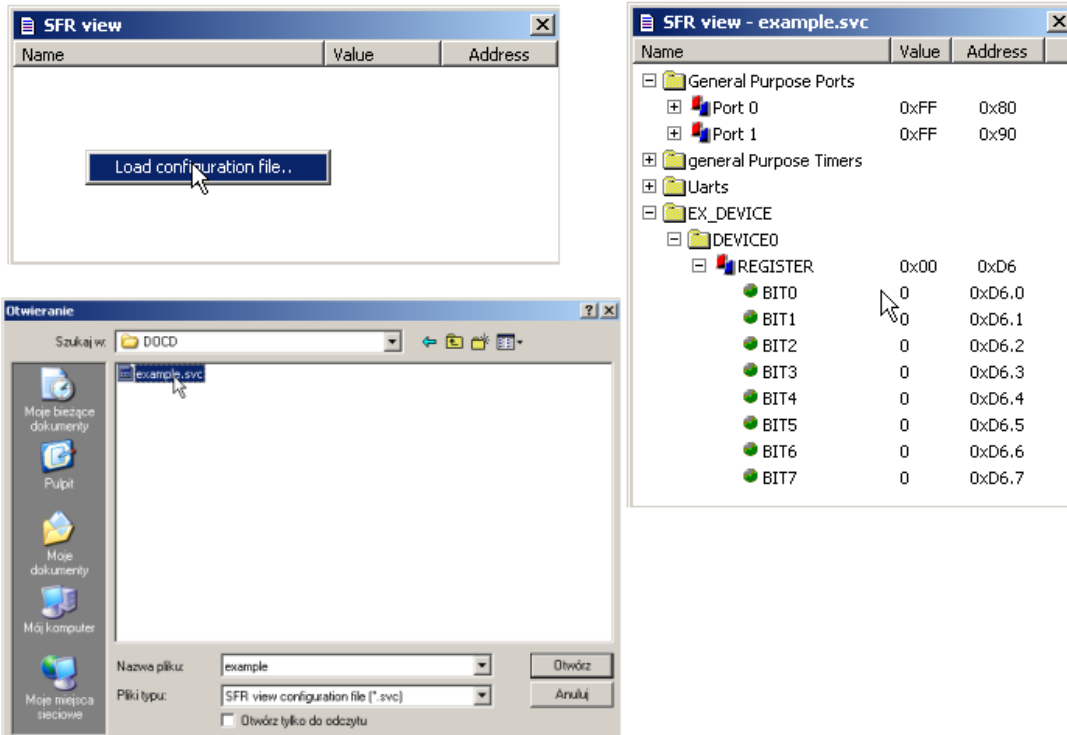 SFR view
Name Value Address
Load configuration file..
Otwieranie
Szukaj w: DOCD
example.svc
Moje bieżące
dokumenty
Pulpit
Moje
dokumenty
Mój komputer
Moje miejsca
sieciowe
Nazwa pliku: example Otwórz
Pliki typu: SFR view configuration file (*.svc) Anuluj
Otwórz tylko do odczytu
SFR view - example.svc
Name Value Address
General Purpose Ports
Port 0 0xFF 0x80
Port 1 0xFF 0x90
general Purpose Timers
Uarts
EX_DEVICE
DEVICE0
REGISTER 0x00 0xD6
BIT0 0 0xD6.0
BIT1 0 0xD6.1
BIT2 0 0xD6.2
BIT3 0 0xD6.3
BIT4 0 0xD6.4
BIT5 0 0xD6.5
BIT6 0 0xD6.6
BIT7 0 0xD6.7